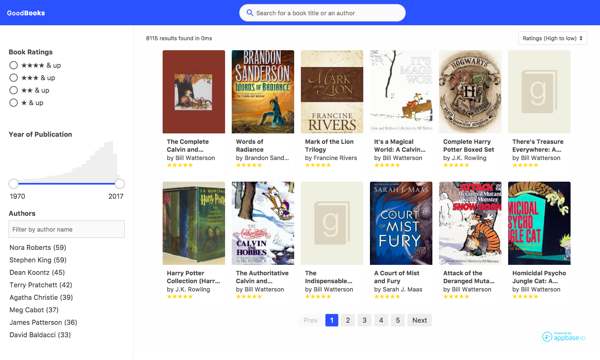 GoodBooks
Search for a book title or an author
8115 results found in 0ms
Ratings (High to low)
Book Ratings
★★★★ & up
★★★ & up
★★ & up
★ & up
Year of Publication
1970 2017
Authors
Filter by author name
Nora Roberts (59)
Stephen King (59)
Dean Koontz (45)
Terry Pratchett (42)
Agatha Christie (39)
Meg Cabot (37)
James Patterson (36)
David Baldacci (33)
BRANDON
SANDERSON
WORDS OF RADIANCE
MARK
OF THE
LION
FRANCINE
RIVERS
IT'S A
MAGICAL
WORLD
HOGWARTS
g
The Complete
Calvin and...
by Bill Watterson
★★★★★
Words of
Radiance
by Brandon Sand...
★★★★★
Mark of the Lion
Trilogy
by Francine Rivers
★★★★★
It's a Magical
World: A Calvin...
by Bill Watterson
★★★★★
Complete Harry
Potter Boxed Set
by J.K. Rowling
★★★★★
There's Treasure
Everywhere: A...
by Bill Watterson
★★★★★
Harry Potter
CALVIN
AND HOBBES
g
SARAH J. MAAS
A COURT
OF MIST
AND
FURY
ATTACK
OF THE
MONSTER
SNOW
HOMICIDAL
PSYCHO
JUNGLE CAT
Harry Potter
Collection (Harr...
by J.K. Rowling
★★★★★
The Authoritative
Calvin and...
by Bill Watterson
★★★★★
The
Indispensable...
by Bill Watterson
★★★★★
A Court of Mist
and Fury
by Sarah J. Maas
★★★★★
Attack of the
Deranged Muta...
by Bill Watterson
★★★★★
Homicidal Psycho
Jungle Cat: A...
by Bill Watterson
★★★★★
Prev 1 2 3 4 5 Next
Powered by
appbase.io